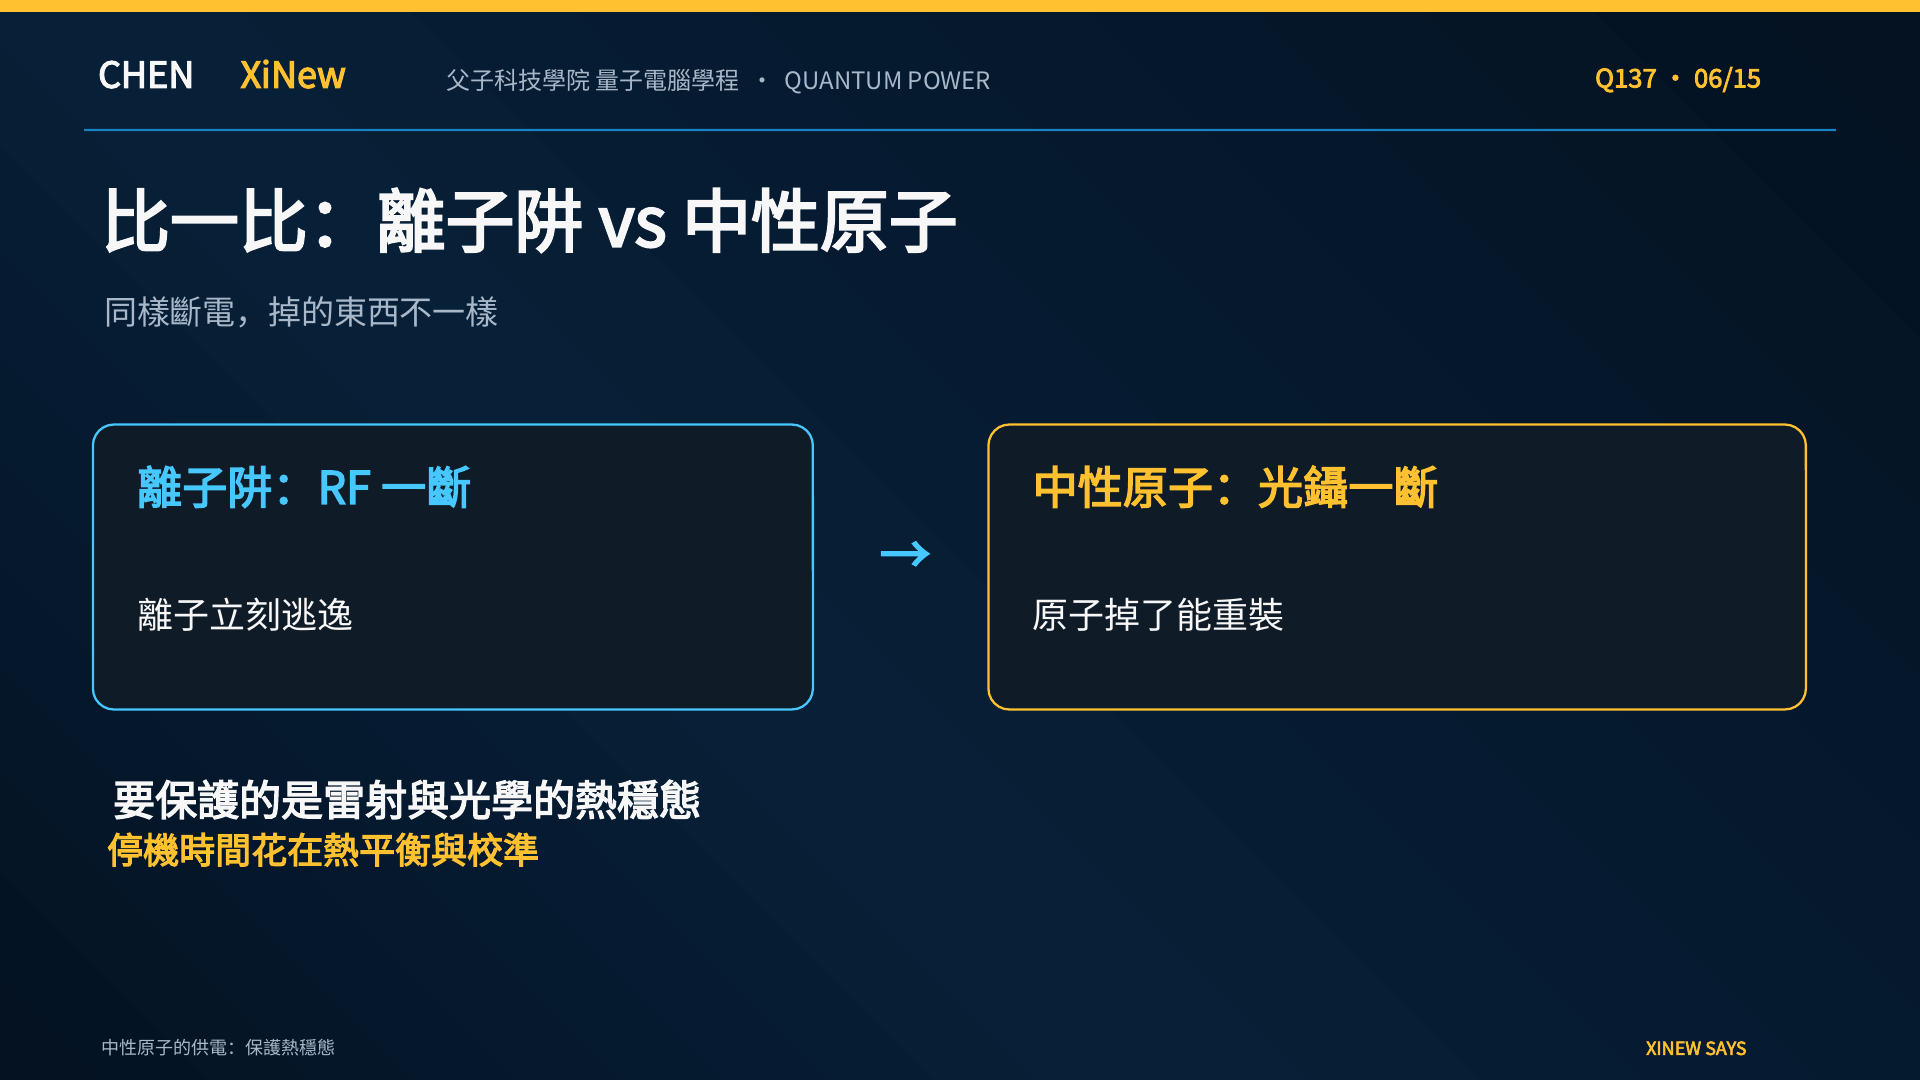 CHEN XiNew 父子科技學院 量子電腦學程 · QUANTUM POWER Q137 · 06/15
比一比：離子阱 vs 中性原子
同樣斷電，掉的東西不一樣
離子阱：RF 一斷
離子立刻逃逸
→
中性原子：光鑷一斷
原子掉了能重裝
要保護的是雷射與光學的熱穩態
停機時間花在熱平衡與校準
中性原子的供電：保護熱穩態
XINEW SAYS